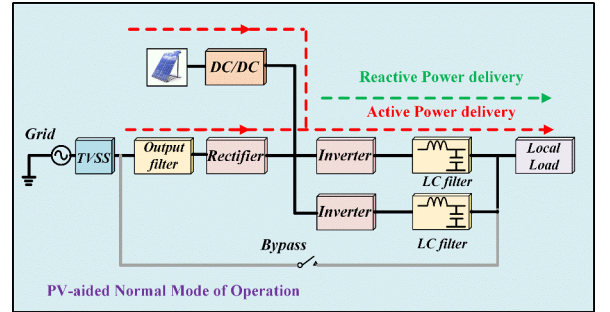 DC/DC
Reactive Power delivery
Active Power delivery
Grid
TVSS
Output
filter
Rectifier
Inverter
LC filter
Local
Load
Inverter
LC filter
Bypass
PV-aided Normal Mode of Operation